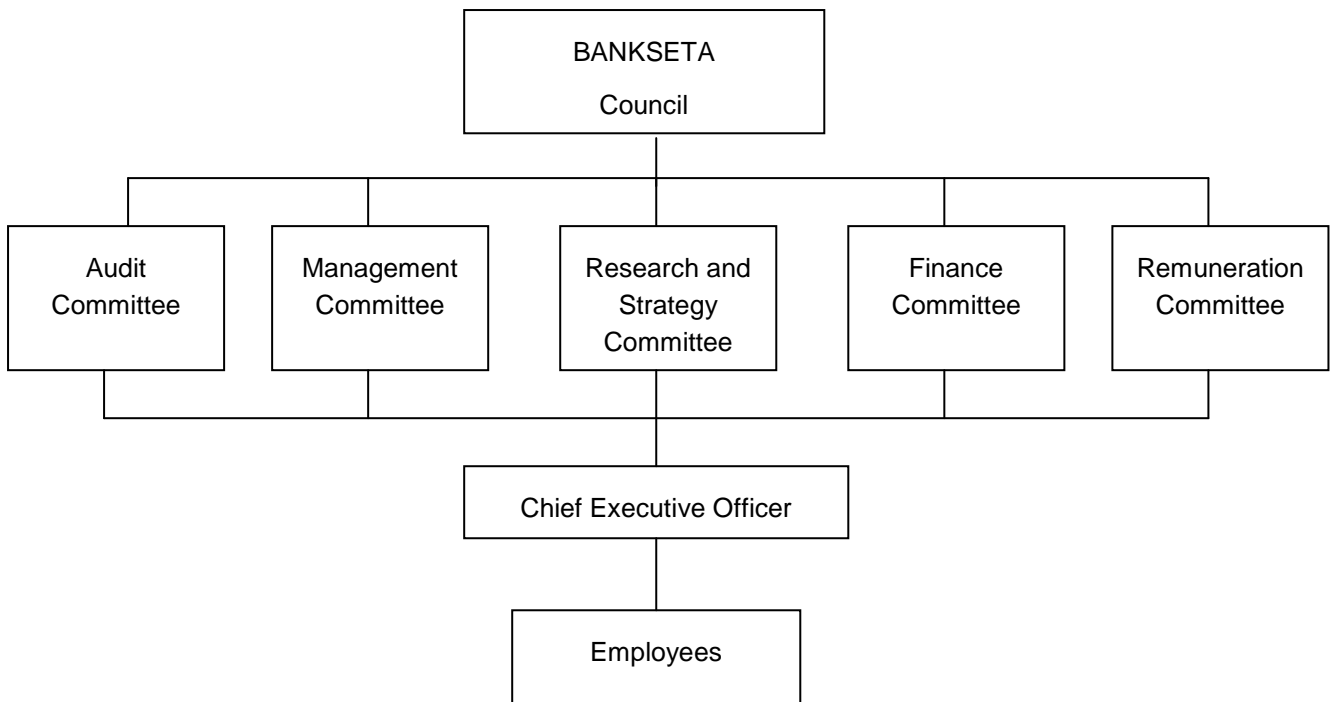 BANKSETA
Council
Audit
Committee
Management
Committee
Research and
Strategy
Committee
Finance
Committee
Remuneration
Committee
Chief Executive Officer
Employees